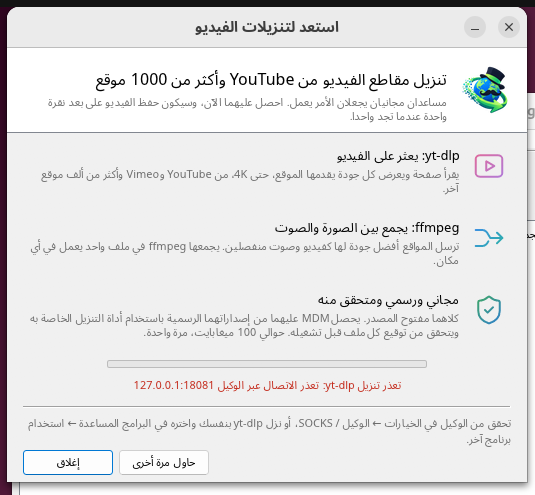 استعد لتنزيلات الفيديو
تنزيل مقاطع الفيديو من YouTube وأكثر من 1000 موقع
مساعدان مجانيان يجعلان الأمر يعمل. احصل عليهما الآن، وسيكون حفظ الفيديو على بعد نقرة
واحدة عندما تجد واحدا.
yt-dlp: يعثر على الفيديو
يقرأ صفحة ويعرض كل جودة يقدمها الموقع، حتى 4K، من YouTube وVimeo وأكثر من ألف موقع
آخر.
ffmpeg: يجمع بين الصورة والصوت
ترسل المواقع أفضل جودة لها كفيديو وصوت منفصلين. يجمعها ffmpeg في ملف واحد يعمل في أي
مكان.
مجاني ورسمي ومتحقق منه
كلاهما مفتوح المصدر. يحصل MDM عليهما من إصداراتهما الرسمية باستخدام أداة التنزيل الخاصة به
ويتحقق من توقيع كل ملف قبل تشغيله. حوالي 100 ميغابايت، مرة واحدة.
تعذر تنزيل yt-dlp: تعذر الاتصال عبر الوكيل 127.0.0.1:18081
تحقق من الوكيل في الخيارات ← الوكيل / SOCKS، أو نزل yt-dlp بنفسك واختره في البرامج المساعدة ← استخدام
برنامج آخر.
حاول مرة أخرى
إغلاق